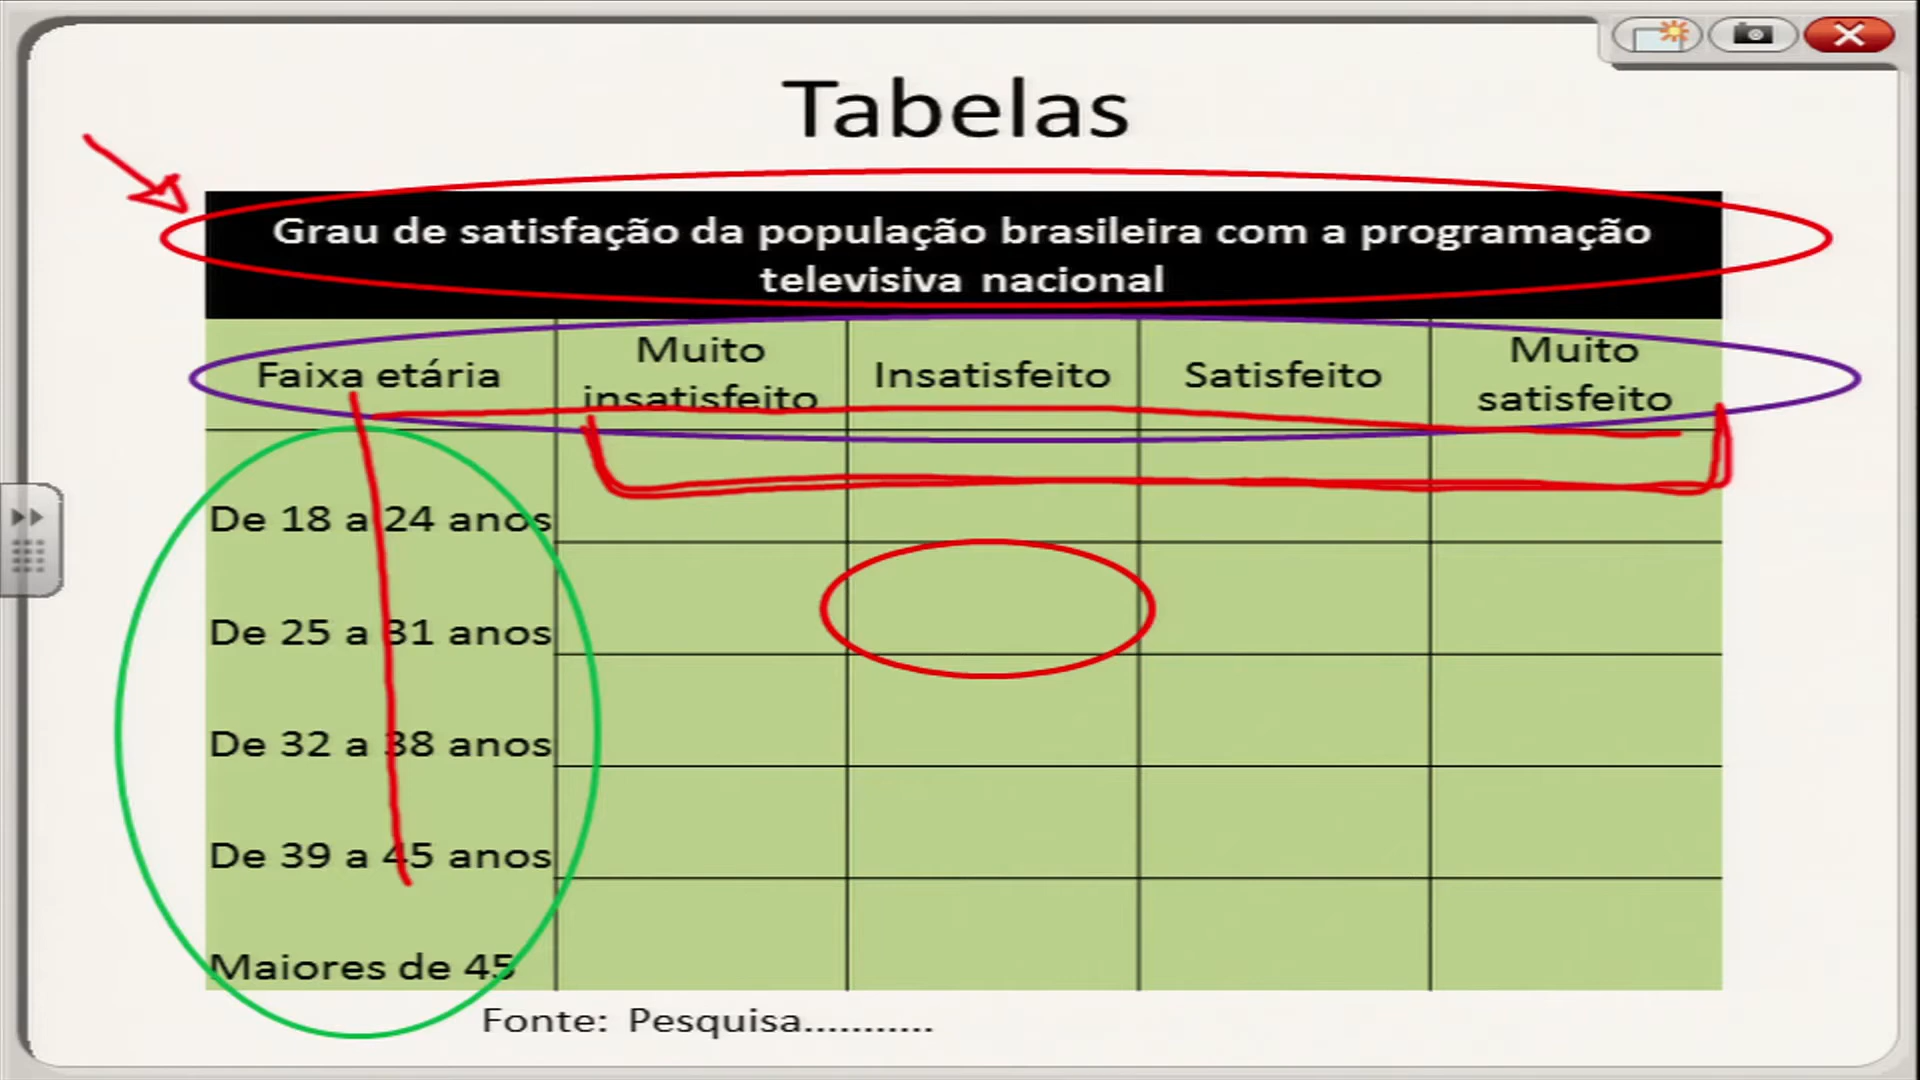 Tabelas
Grau de satisfação da população brasileira com a programação
televisiva nacional
Faixa etária
Muito
insatisfeito
Insatisfeito
Satisfeito
Muito
satisfeito
De 18 a 24 anos
De 25 a 31 anos
De 32 a 38 anos
De 39 a 45 anos
Maiores de 45
Fonte: Pesquisa...........